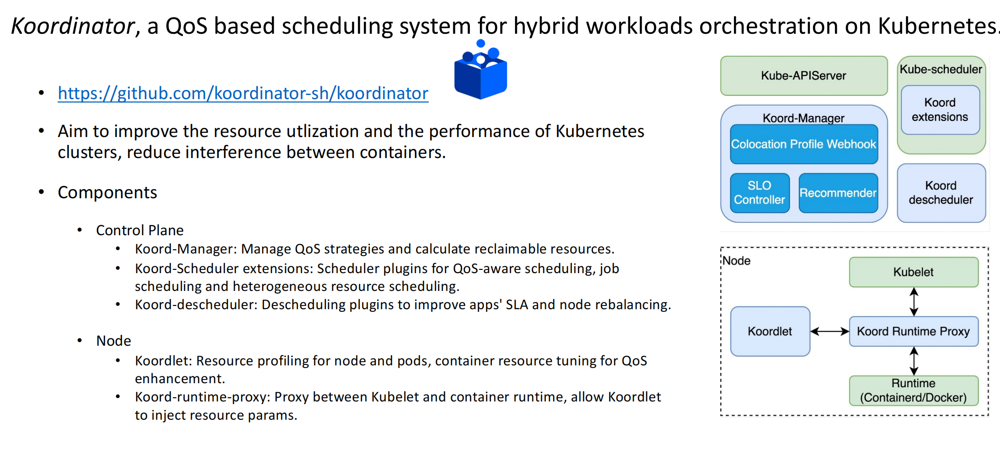 Koordinator, a QoS based scheduling system for hybrid workloads orchestration on Kubernetes.
• https://github.com/koordinator-sh/koordinator
• Aim to improve the resource utlization and the performance of Kubernetes
clusters, reduce interference between containers.
• Components
• Control Plane
• Koord-Manager: Manage QoS strategies and calculate reclaimable resources.
• Koord-Scheduler extensions: Scheduler plugins for QoS-aware scheduling, job
scheduling and heterogeneous resource scheduling.
• Koord-descheduler: Descheduling plugins to improve apps' SLA and node rebalancing.
• Node
• Koordlet: Resource profiling for node and pods, container resource tuning for QoS
enhancement.
• Koord-runtime-proxy: Proxy between Kubelet and container runtime, allow Koordlet
to inject resource params.
Kube-APIServer
Kube-scheduler
Koord
extensions
Koord-Manager
Colocation Profile Webhook
SLO
Controller
Recommender
Koord
descheduler
Node
Kubelet
Koordlet
Koord Runtime Proxy
Runtime
(Containerd/Docker)